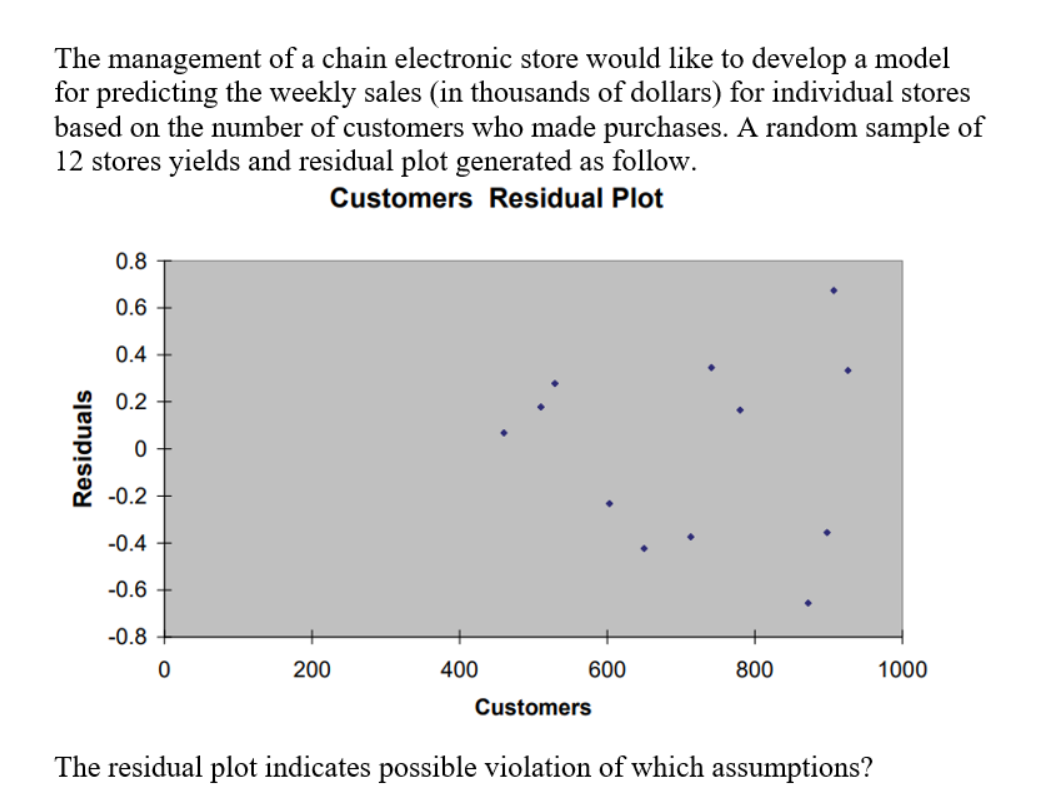 The management of a chain electronic store would like to develop a model
for predicting the weekly sales (in thousands of dollars) for individual stores
based on the number of customers who made purchases. A random sample of
12 stores yields and residual plot generated as follow.
Customers Residual Plot
0.8
0.6
0.4
0.2
0
-0.2
-0.4
-0.6
-0.8
Residuals
0 200 400 600 800 1000
Customers
The residual plot indicates possible violation of which assumptions?